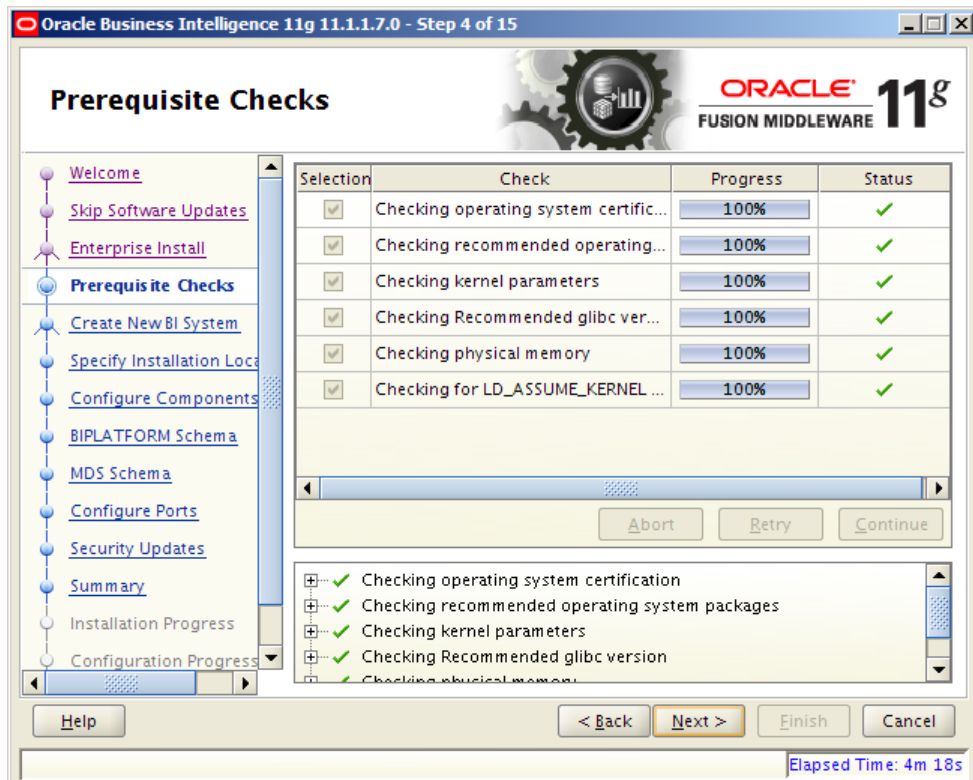 Oracle Business Intelligence 11g 11.1.1.7.0 - Step 4 of 15
Prerequisite Checks
ORACLE
FUSION MIDDLEWARE 11g
Welcome
Skip Software Updates
Enterprise Install
Prerequisite Checks
Create New BI System
Specify Installation Loca
Configure Components
BIPLATFORM Schema
MDS Schema
Configure Ports
Security Updates
Summary
Installation Progress
Configuration Progress
Selection Check Progress Status
Checking operating system certific... 100%
Checking recommended operating... 100%
Checking kernel parameters 100%
Checking Recommended glibc ver... 100%
Checking physical memory 100%
Checking for LD_ASSUME_KERNEL ... 100%
Abort Retry Continue
Checking operating system certification
Checking recommended operating system packages
Checking kernel parameters
Checking Recommended glibc version
Checking physical memory
Help < Back Next > Finish Cancel
Elapsed Time: 4m 18s